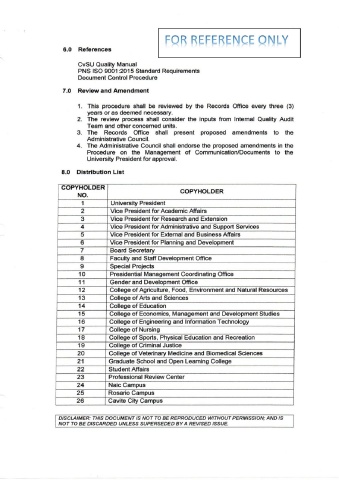 FOR REFERENCE ONLY
6.0 References
CvSU Quality Manual
PNS ISO 9001:2015 Standard Requirements
Document Control Procedure
7.0 Review and Amendment
1. This procedure shall be reviewed by the Records Office every three (3)
years or as deemed necessary.
2. The review process shall consider the inputs from Internal Quality Audit
Team and other concerned units.
3. The Records Office shall present proposed amendments to the
Administrative Council.
4. The Administrative Council shall endorse the proposed amendments in the
Procedure on the Management of Communication/Documents to the
University President for approval.
8.0 Distribution List
COPYHOLDER NO. COPYHOLDER
1 University President
2 Vice President for Academic Affairs
3 Vice President for Research and Extension
4 Vice President for Administrative and Support Services
5 Vice President for External and Business Affairs
6 Vice President for Planning and Development
7 Board Secretary
8 Faculty and Staff Development Office
9 Special Projects
10 Presidential Management Coordinating Office
11 Gender and Development Office
12 College of Agriculture, Food, Environment and Natural Resources
13 College of Arts and Sciences
14 College of Education
15 College of Economics, Management and Development Studies
16 College of Engineering and Information Technology
17 College of Nursing
18 College of Sports, Physical Education and Recreation
19 College of Criminal Justice
20 College of Veterinary Medicine and Biomedical Sciences
21 Graduate School and Open Learning College
22 Student Affairs
23 Professional Review Center
24 Naic Campus
25 Rosario Campus
26 Cavite City Campus
DISCLAIMER: THIS DOCUMENT IS NOT TO BE REPRODUCED WITHOUT PERMISSION; AND IS
NOT TO BE DISCARDED UNLESS SUPERSEDED BY A REVISED ISSUE.